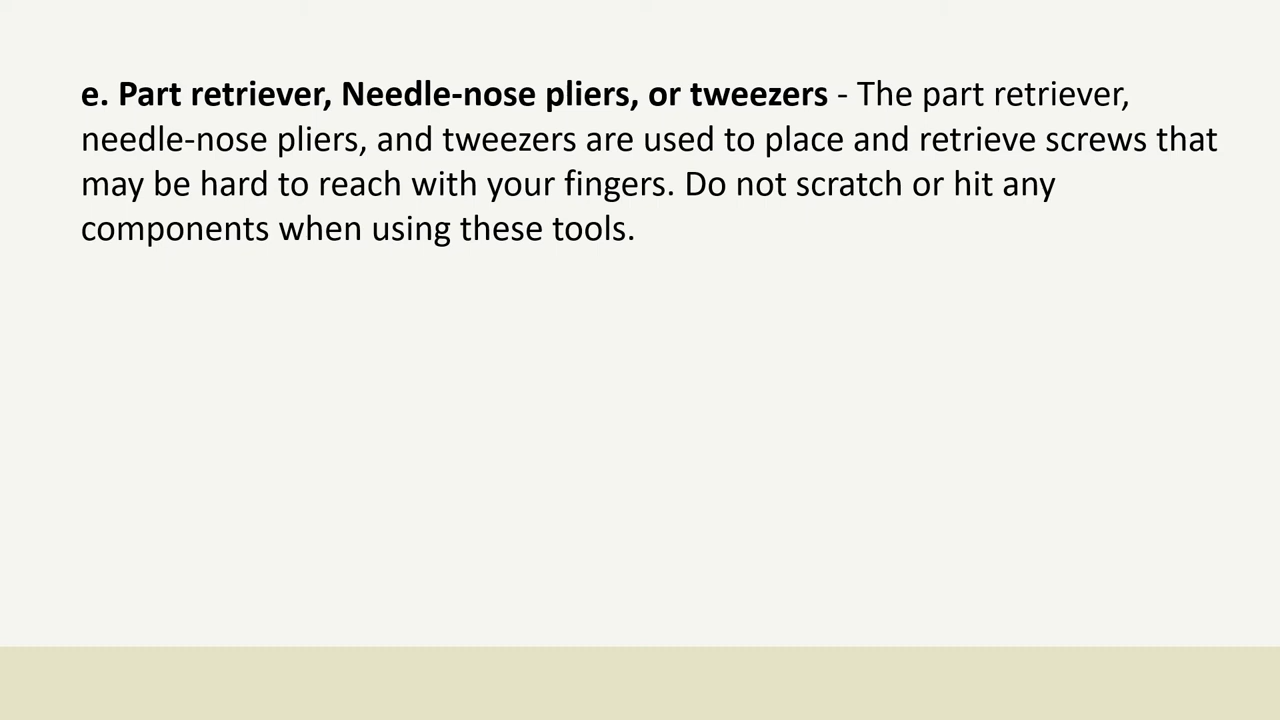 e. Part retriever, Needle-nose pliers, or tweezers - The part retriever,
needle-nose pliers, and tweezers are used to place and retrieve screws that
may be hard to reach with your fingers. Do not scratch or hit any
components when using these tools.